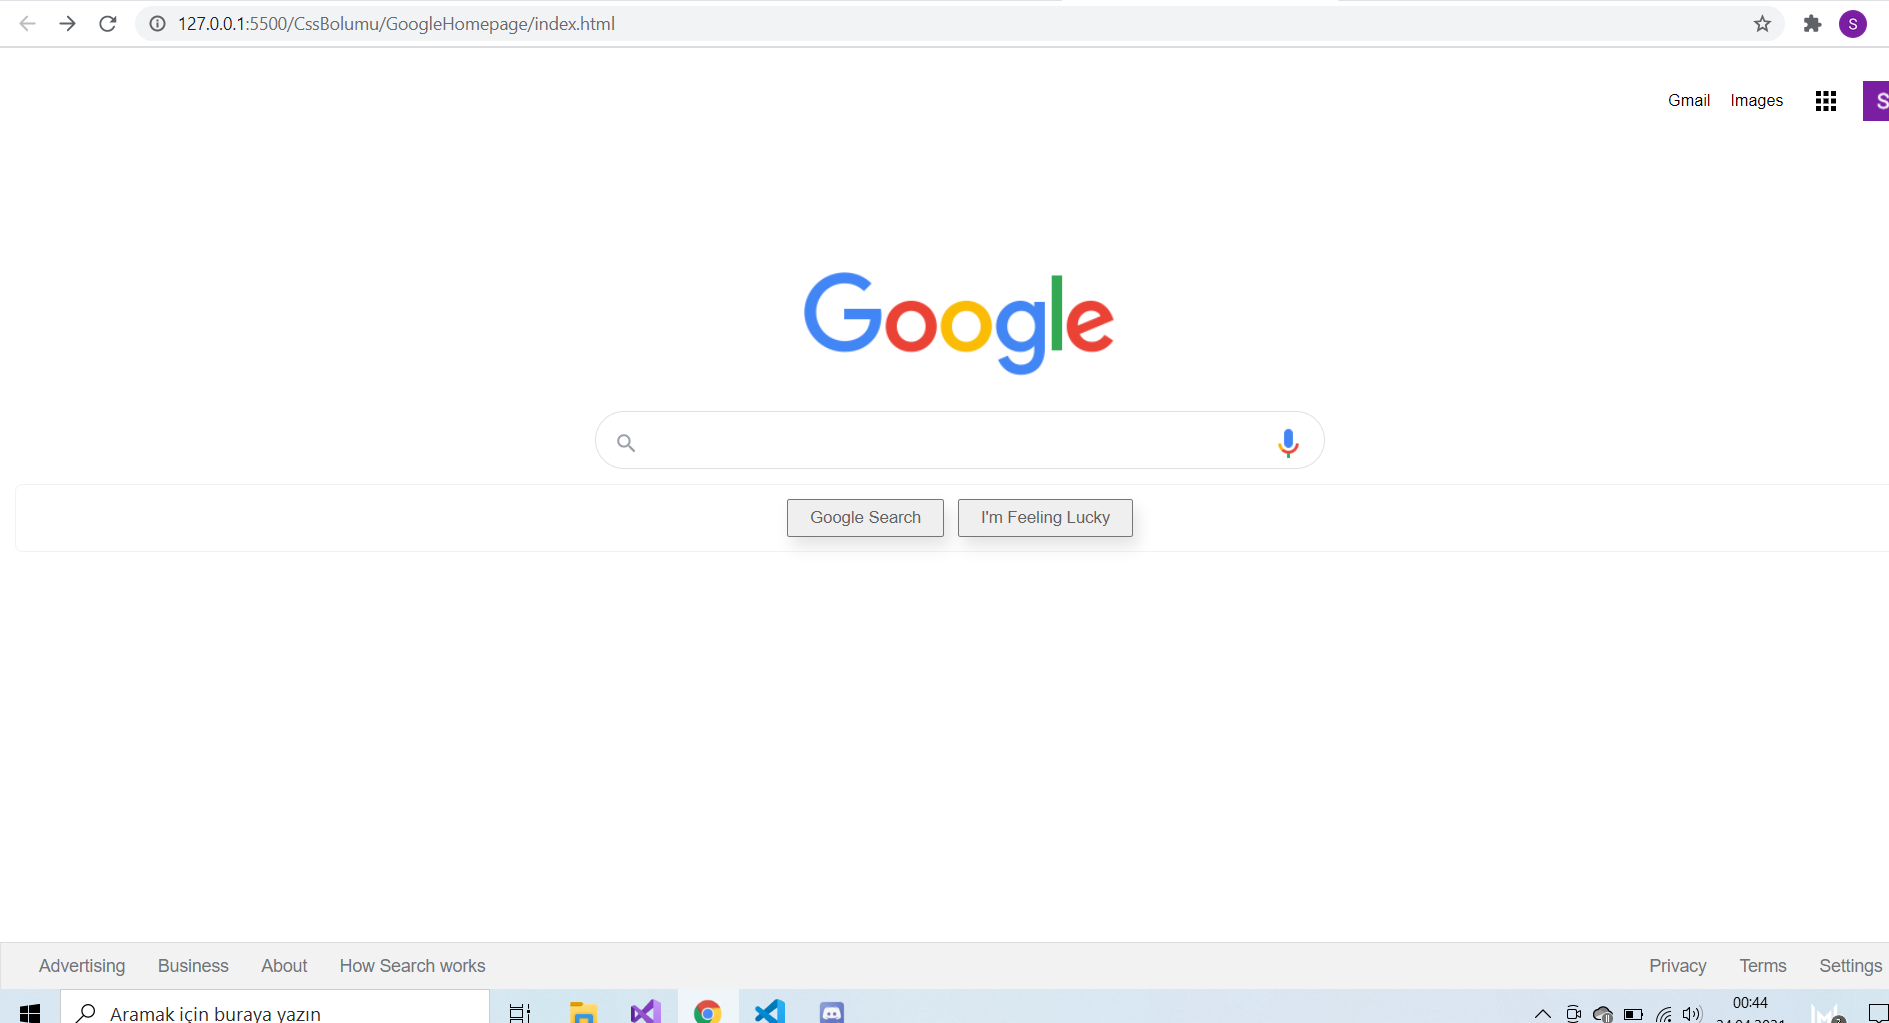 127.0.0.1:5500/CssBolumu/GoogleHomepage/index.html
S
Gmail Images
S
Google
Google Search I'm Feeling Lucky
Advertising Business About How Search works Privacy Terms Settings
Aramak için buraya yazın
00:44